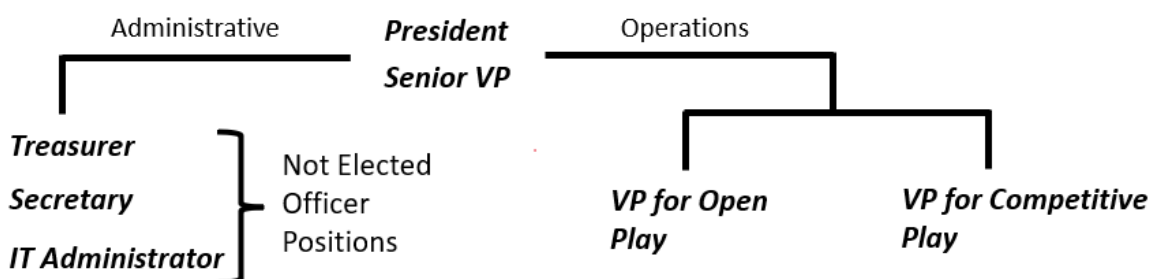 Administrative
President
Operations
Senior VP
Treasurer
Secretary
IT Administrator
Not Elected
Officer
Positions
VP for Open
Play
VP for Competitive
Play